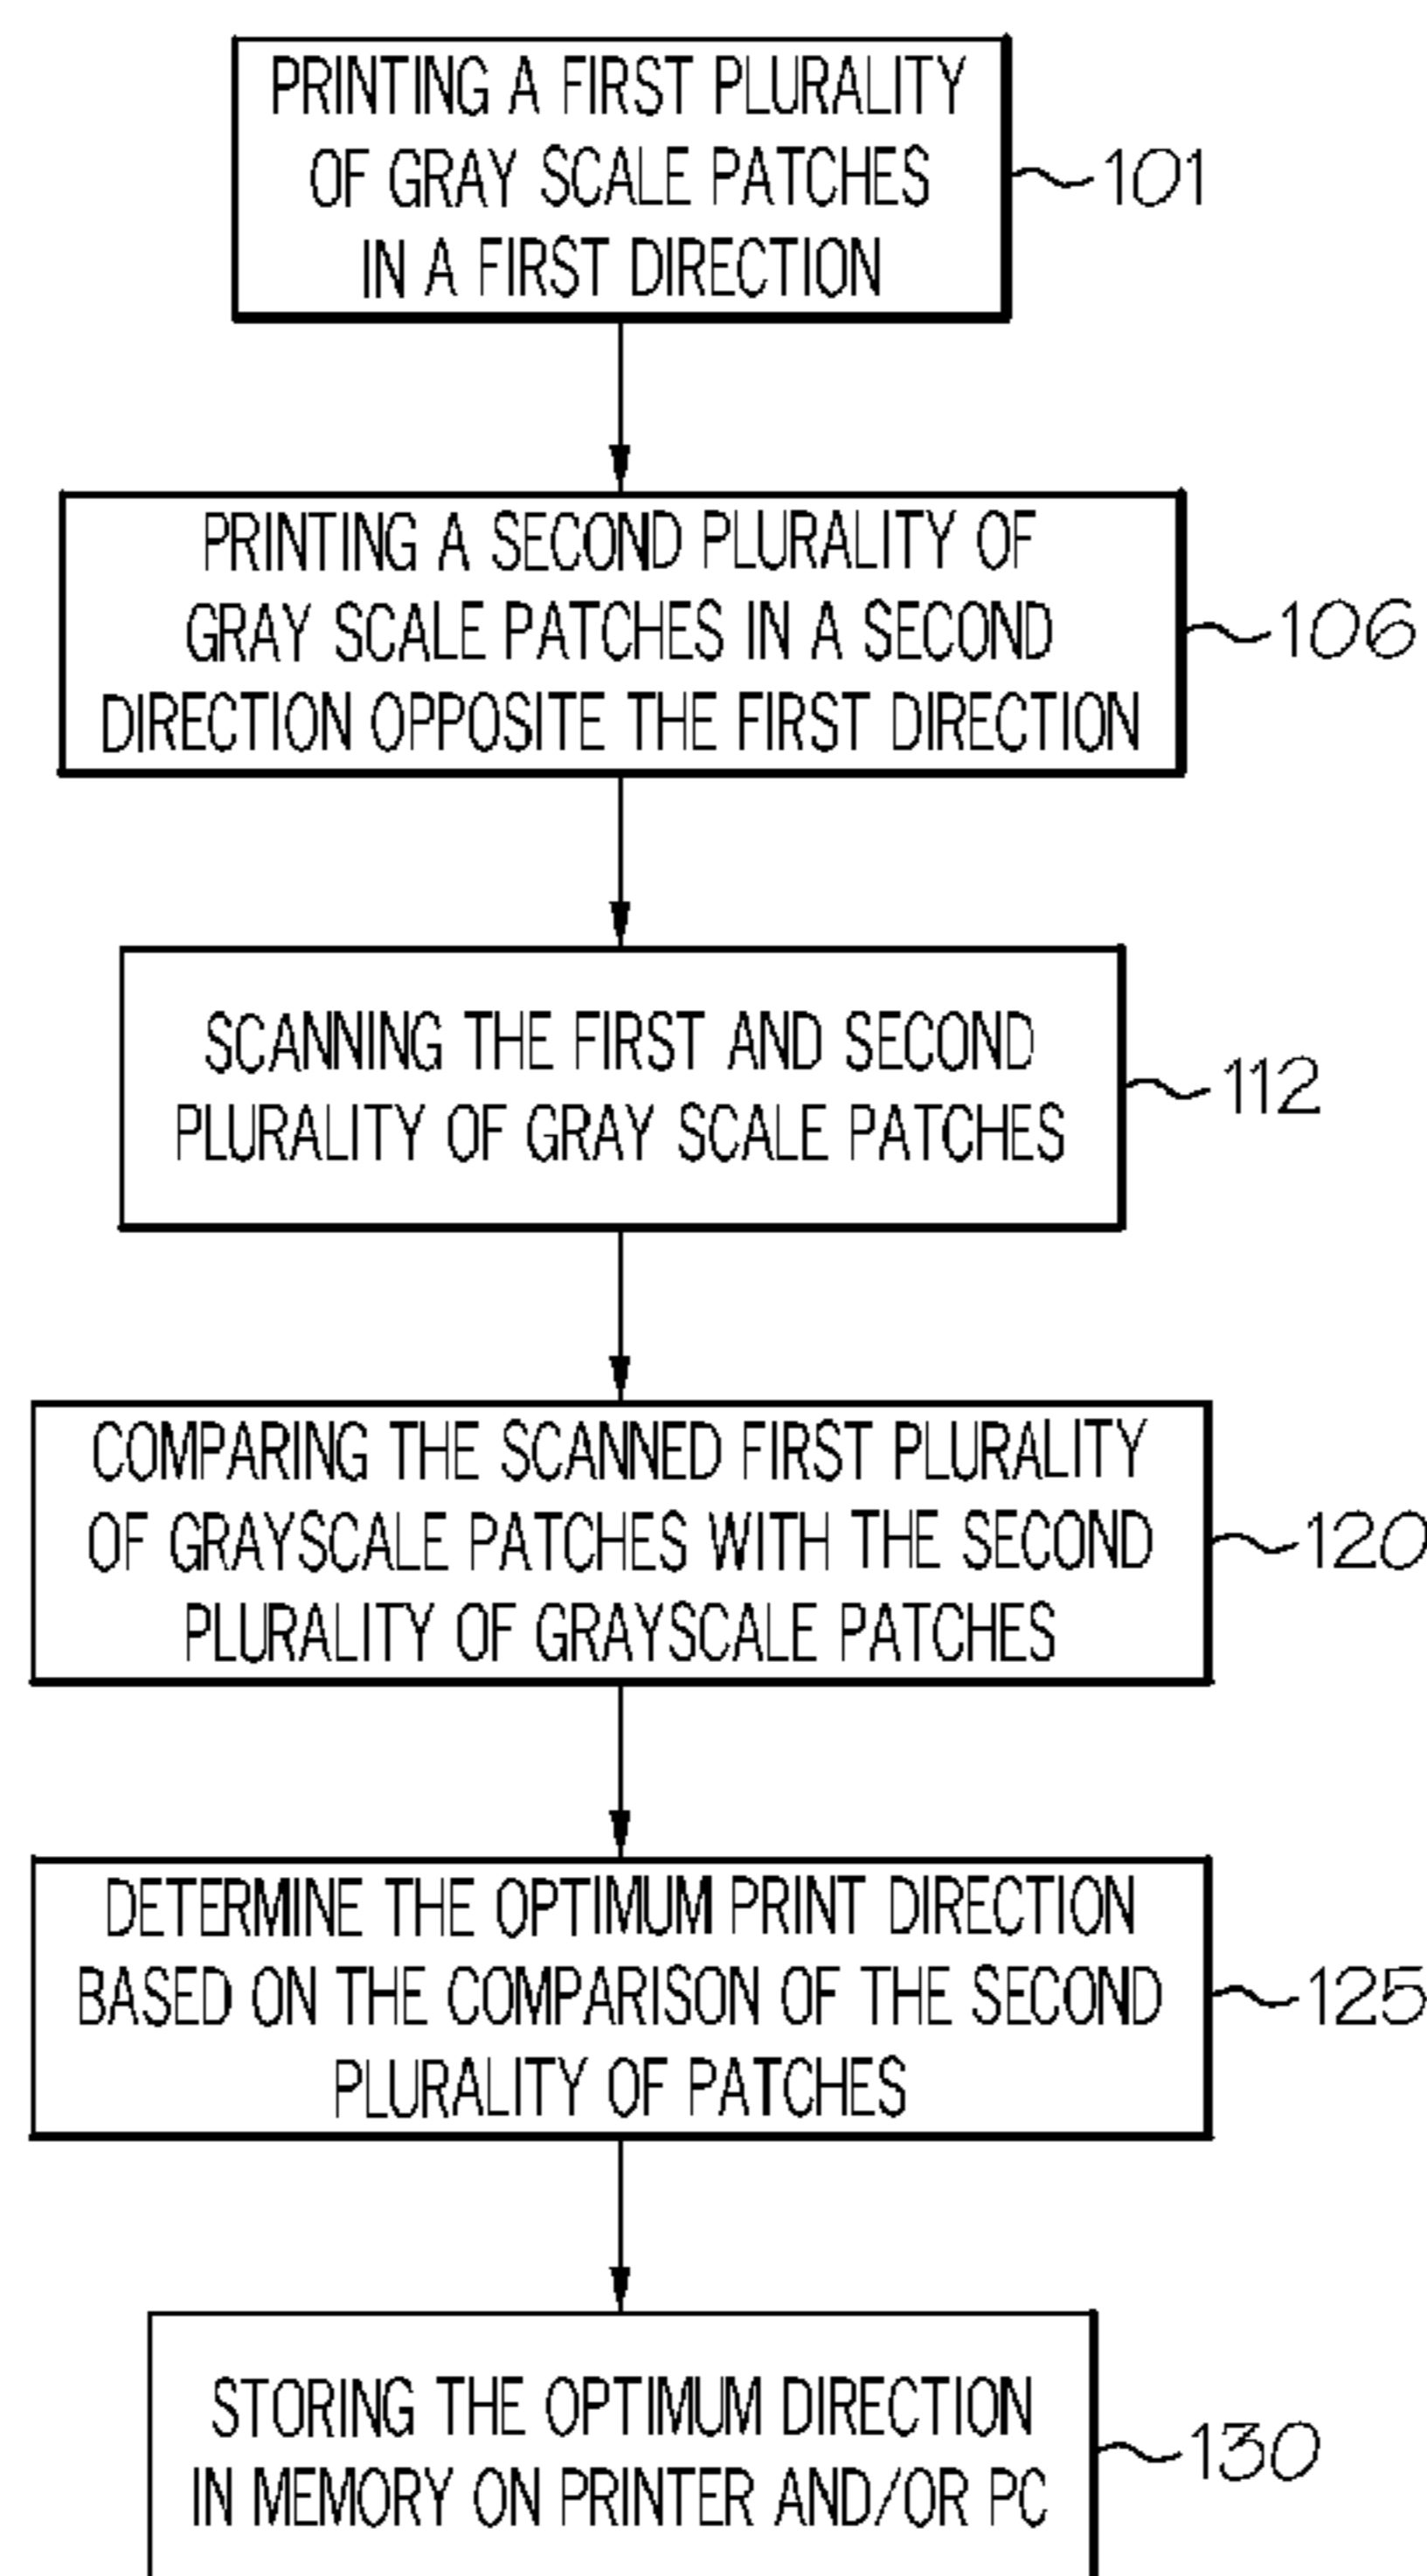 PRINTING A FIRST PLURALITY
OF GRAY SCALE PATCHES
IN A FIRST DIRECTION
101
PRINTING A SECOND PLURALITY OF
GRAY SCALE PATCHES IN A SECOND
DIRECTION OPPOSITE THE FIRST DIRECTION
106
SCANNING THE FIRST AND SECOND
PLURALITY OF GRAY SCALE PATCHES
112
COMPARING THE SCANNED FIRST PLURALITY
OF GRAYSCALE PATCHES WITH THE SECOND
PLURALITY OF GRAYSCALE PATCHES
120
DETERMINE THE OPTIMUM PRINT DIRECTION
BASED ON THE COMPARISON OF THE SECOND
PLURALITY OF PATCHES
125
STORING THE OPTIMUM DIRECTION
IN MEMORY ON PRINTER AND/OR PC
130